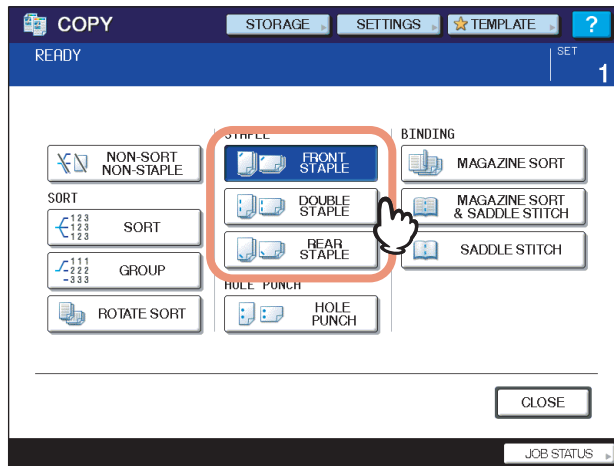 COPY
STORAGE
SETTINGS
TEMPLATE
?
READY
SET
1
NON-SORT
NON-STAPLE
SORT
123
123
123
SORT
111
-222
-333
GROUP
ROTATE SORT
STAPLE
FRONT
STAPLE
DOUBLE
STAPLE
REAR
STAPLE
HOLE PUNCH
HOLE
PUNCH
BINDING
MAGAZINE SORT
MAGAZINE SORT
& SADDLE STITCH
SADDLE STITCH
CLOSE
JOB STATUS